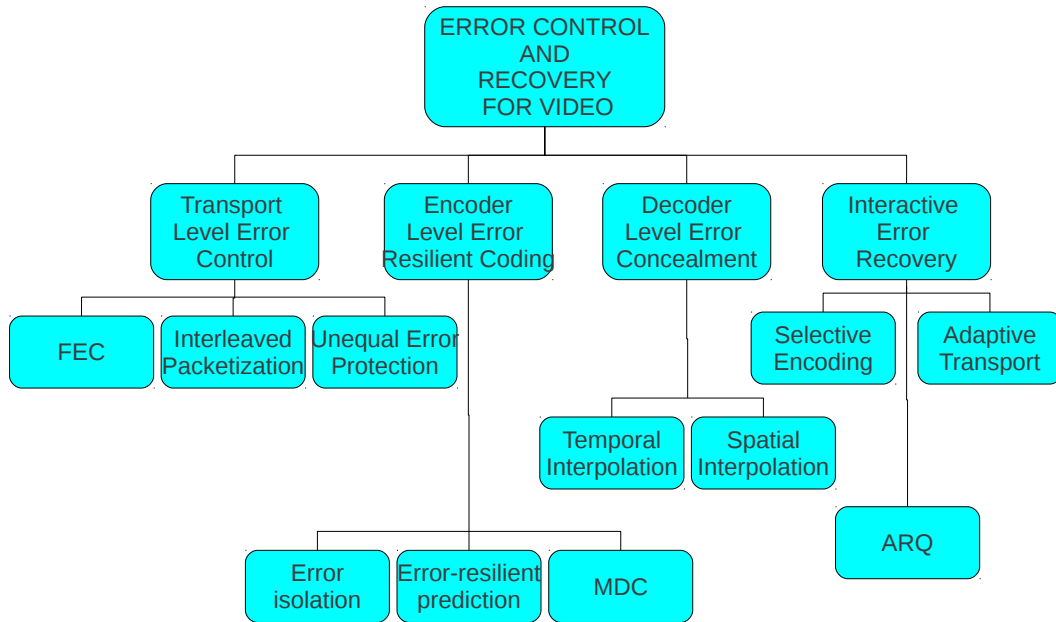 ERROR CONTROL
AND
RECOVERY
FOR VIDEO
Transport
Level Error
Control
Encoder
Level Error
Resilient Coding
Decoder
Level Error
Concealment
Interactive
Error
Recovery
FEC
Interleaved
Packetization
Unequal Error
Protection
Selective
Encoding
Adaptive
Transport
Temporal
Interpolation
Spatial
Interpolation
ARQ
Error
isolation
Error-resilient
prediction
MDC